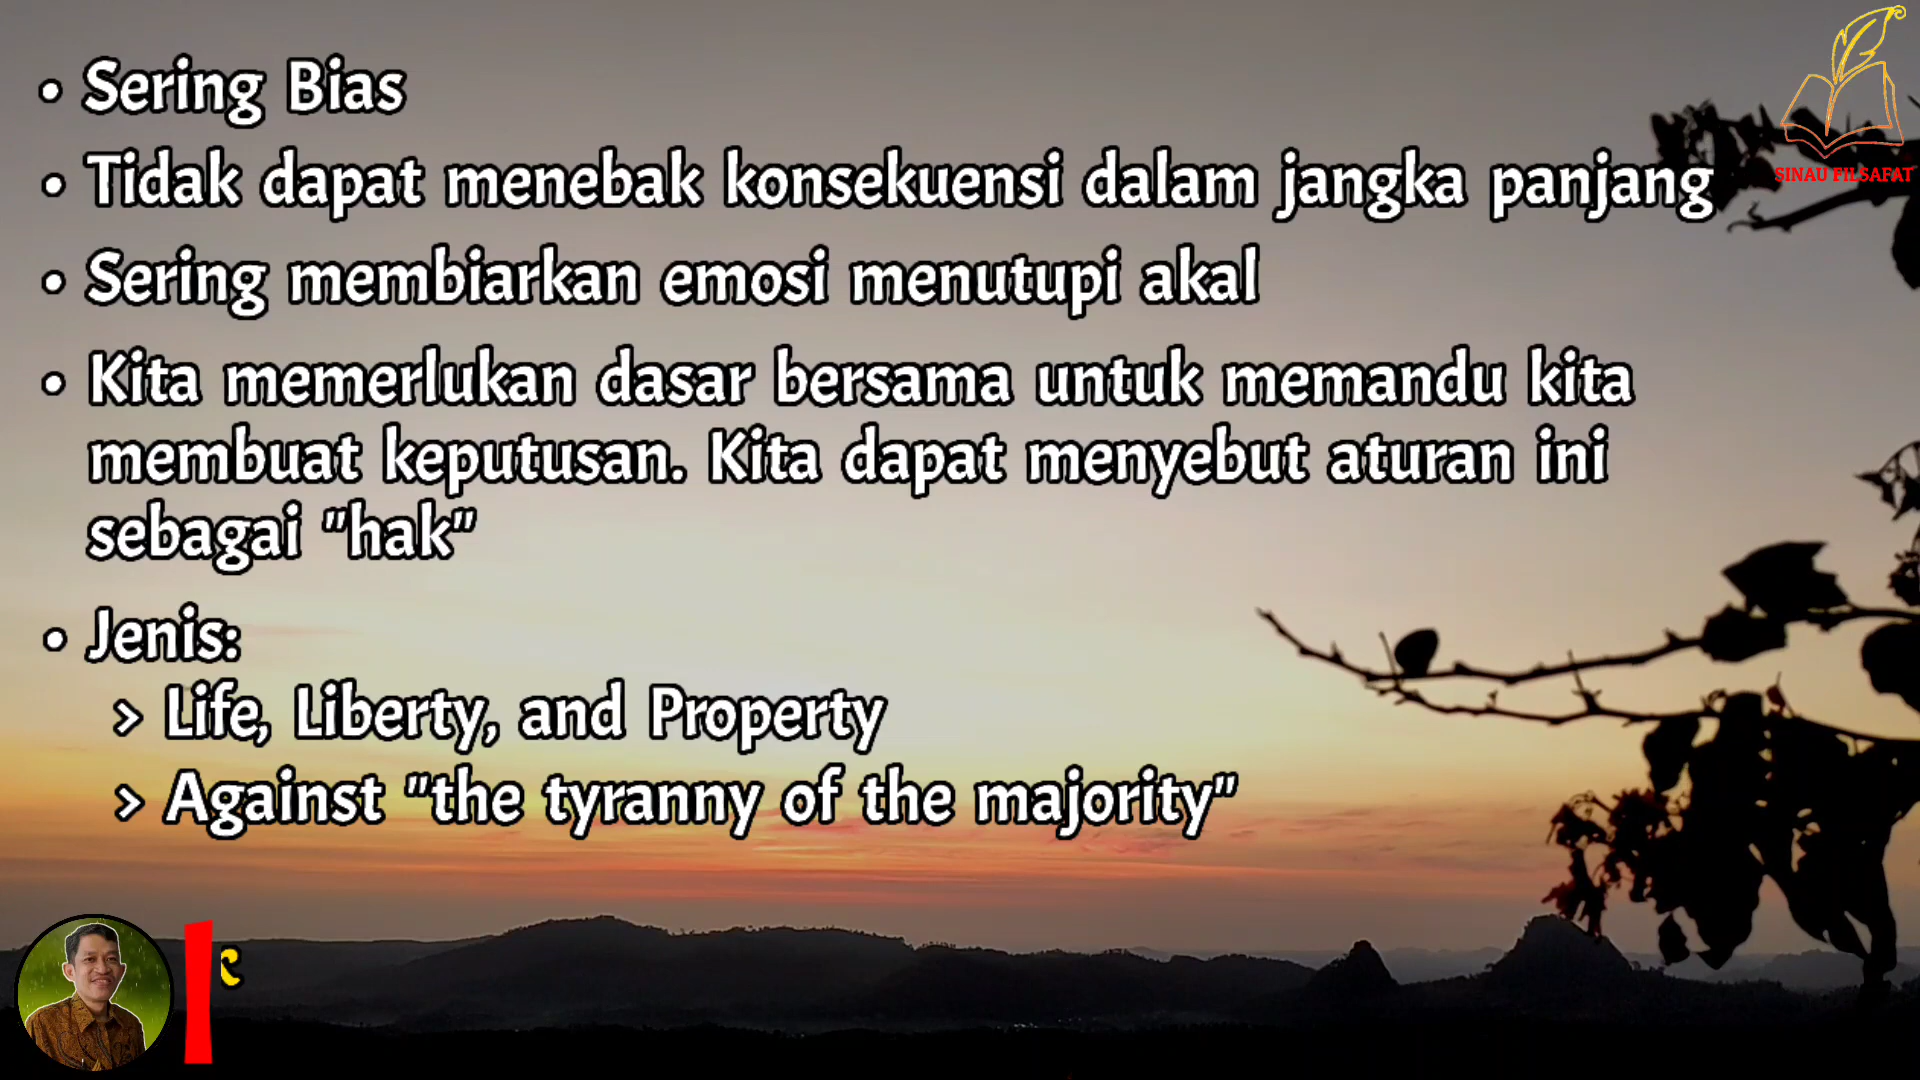 • Sering Bias
• Tidak dapat menebak konsekuensi dalam jangka panjang
• Sering membiarkan emosi menutupi akal
• Kita memerlukan dasar bersama untuk memandu kita
membuat keputusan. Kita dapat menyebut aturan ini
sebagai "hak"
• Jenis:
> Life, Liberty, and Property
> Against "the tyranny of the majority"
SINAU FILSAFAT